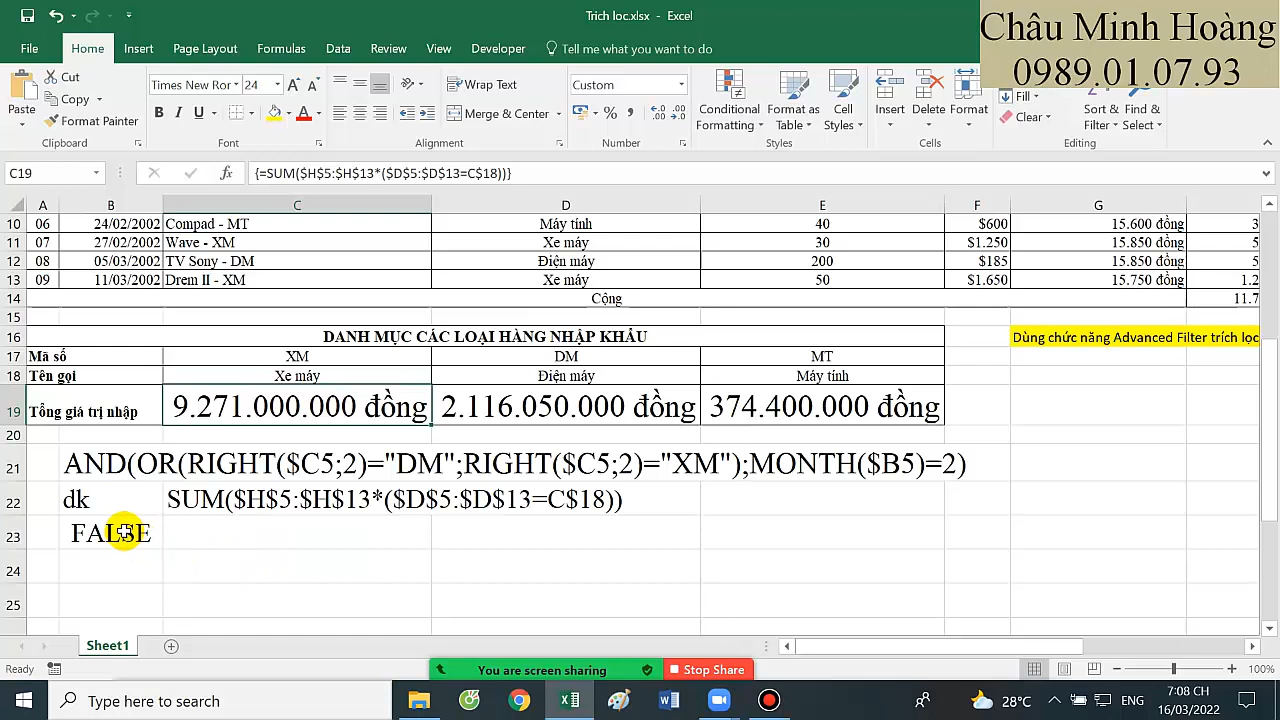 Trich loc.xlsx - Excel
Châu Minh Hoàng
0989.01.07.93
File Home Insert Page Layout Formulas Data Review View Developer Tell me what you want to do
Paste
Cut
Copy
Format Painter
Clipboard
Times New Ror 24
B I U
Font
Wrap Text
Merge & Center
Alignment
Custom
Number
Conditional Formatting
Format as Table
Cell Styles
Styles
Insert Delete Format
Cells
Fill
Clear
Sort & Filter
Find & Select
Editing
C19 {=SUM($H$5:$H$13*($D$5:$D$13=C$18))}
A B C D E F G
10 06 24/02/2002 Compad - MT Máy tính 40 $600 15.600 đồng 3
11 07 27/02/2002 Wave - XM Xe máy 30 $1.250 15.850 đồng 5
12 08 05/03/2002 TV Sony - DM Điện máy 200 $185 15.850 đồng 5
13 09 11/03/2002 Drem II - XM Xe máy 50 $1.650 15.750 đồng 1.2
14 Cộng 11.7
15
16 DANH MỤC CÁC LOẠI HÀNG NHẬP KHẨU Dùng chức năng Advanced Filter trích lọc
17 Mã số XM DM MT
18 Tên gọi Xe máy Điện máy Máy tính
19 Tổng giá trị nhập 9.271.000.000 đồng 2.116.050.000 đồng 374.400.000 đồng
20
21 AND(OR(RIGHT($C5;2)="DM";RIGHT($C5;2)="XM");MONTH($B5)=2)
22 dk SUM($H$5:$H$13*($D$5:$D$13=C$18))
23 FALSE
24
25
Sheet1
Ready You are screen sharing Stop Share 100%
Type here to search 28°C ENG 7:08 CH
16/03/2022